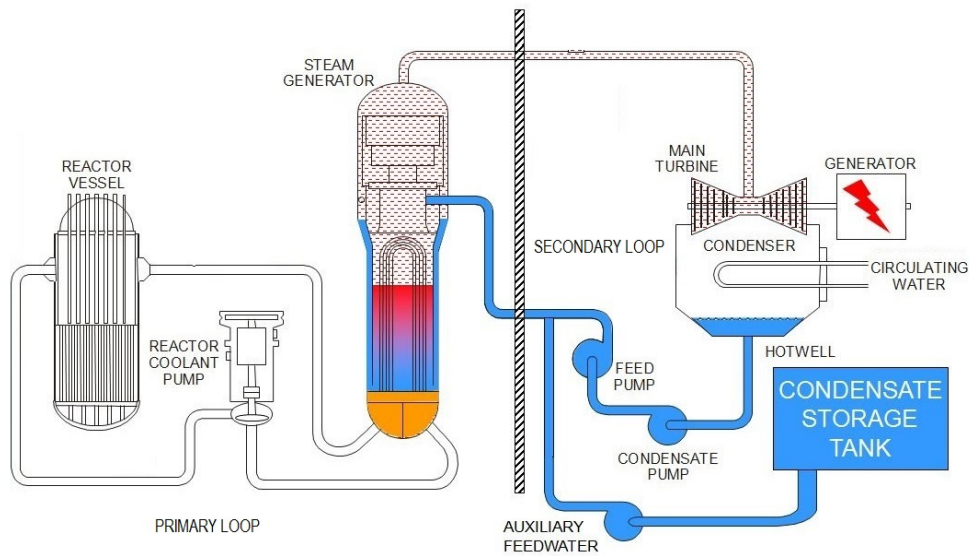 STEAM
GENERATOR
REACTOR
VESSEL
MAIN
TURBINE
GENERATOR
SECONDARY LOOP
CONDENSER
CIRCULATING
WATER
REACTOR
COOLANT
PUMP
FEED
PUMP
HOTWELL
CONDENSATE
STORAGE
TANK
CONDENSATE
PUMP
PRIMARY LOOP
AUXILIARY
FEEDWATER